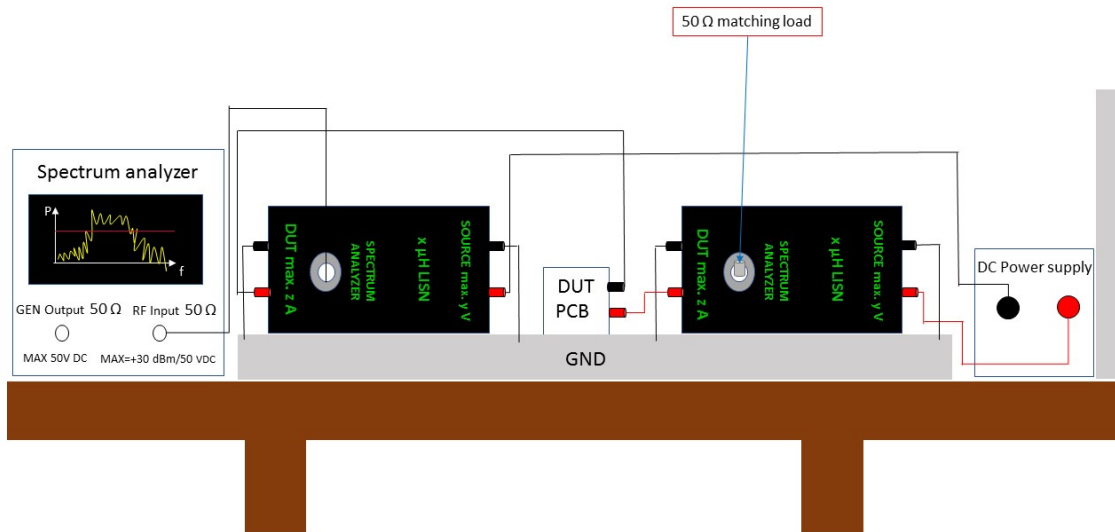 50 Ω matching load
Spectrum analyzer
P
f
GEN Output 50 Ω
RF Input 50 Ω
MAX 50V DC
MAX=+30 dBm/50 VDC
DUT max. z A
SPECTRUM
ANALYZER
x µH LISN
SOURCE max. y V
DUT
PCB
DUT max. z A
SPECTRUM
ANALYZER
x µH LISN
SOURCE max. y V
DC Power supply
GND